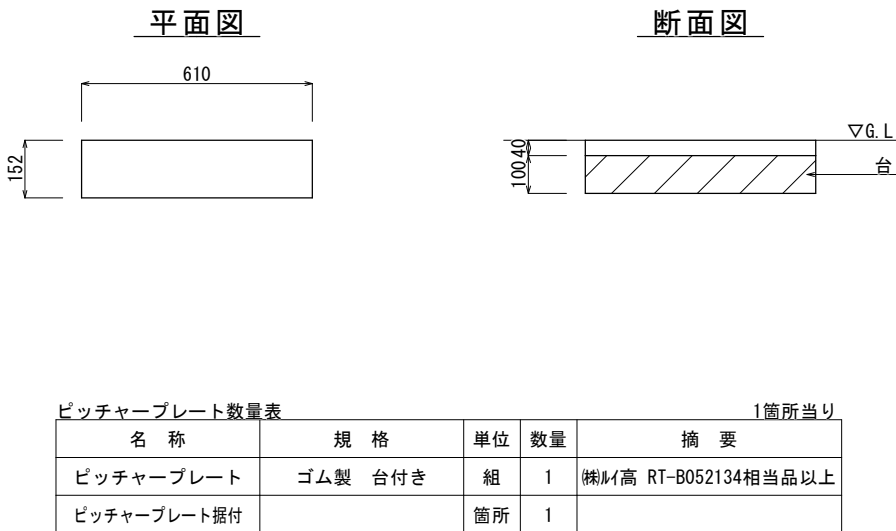 平面図
断面図
610
152
▽G.L
40
100
台
ピッチャープレート数量表 1箇所当り
名 称 規 格 単位 数量 摘 要
ピッチャープレート ゴム製 台付き 組 1 ㈱ルイ高 RT-B052134相当品以上
ピッチャープレート据付 箇所 1